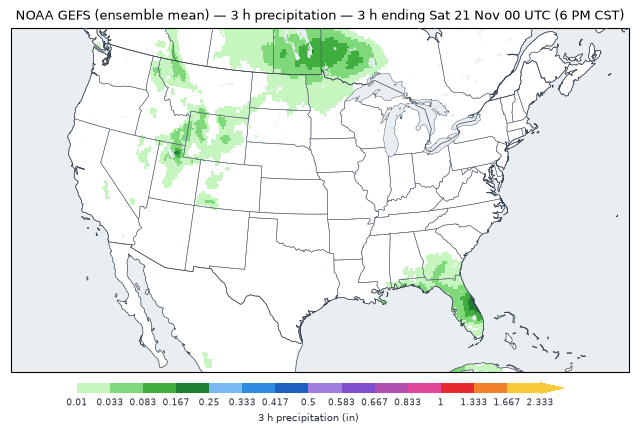 NOAA GEFS (ensemble mean) — 3 h precipitation — 3 h ending Sat 21 Nov 00 UTC (6 PM CST)
0.01 0.033 0.083 0.167 0.25 0.333 0.417 0.5 0.583 0.667 0.833 1 1.333 1.667 2.333
3 h precipitation (in)